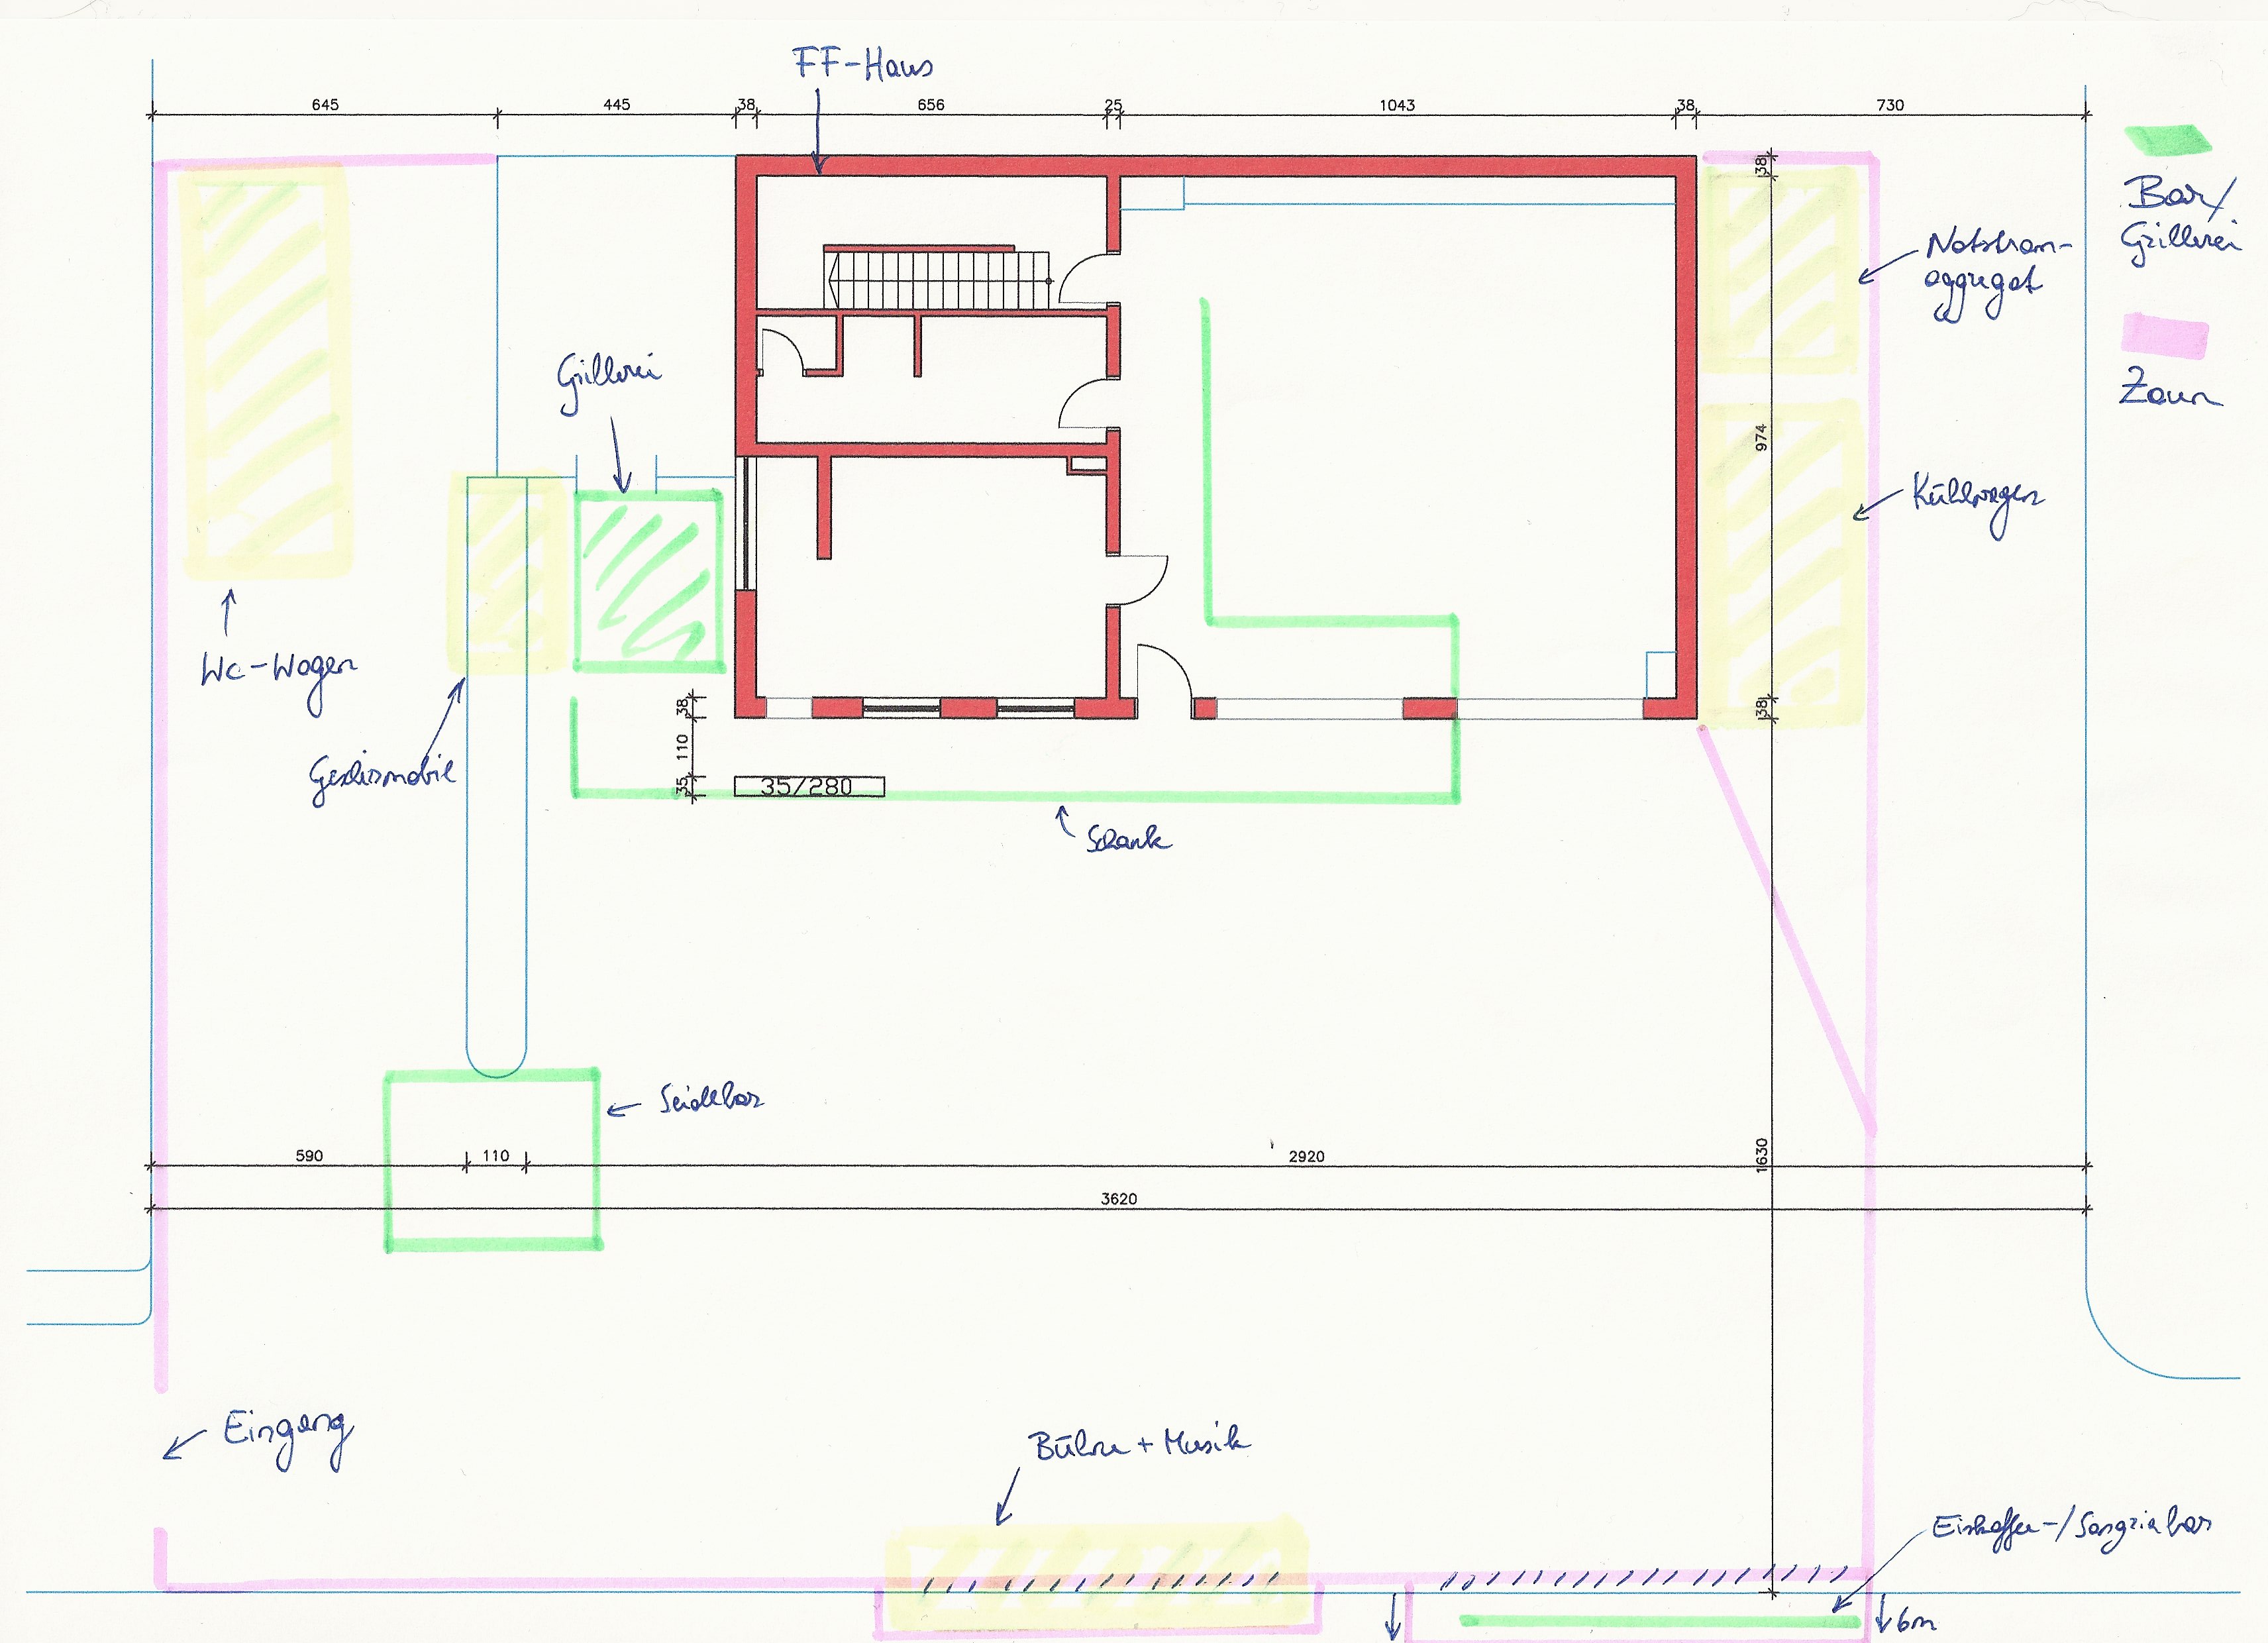 FF-Haus
645 445 38 656 25 1043 38 730
38
Bar/
Grillerei
Notstrom-
aggregat
Zaun
Grillerei
974
Kühlwagen
WC-Wagen
Geschirrmobil
38
110
35
35/280
38
Schank
Seidlbar
590 110 2920
1630
3620
Eingang
Bühne + Musik
Eiskaffee-/Sangriabar
6m